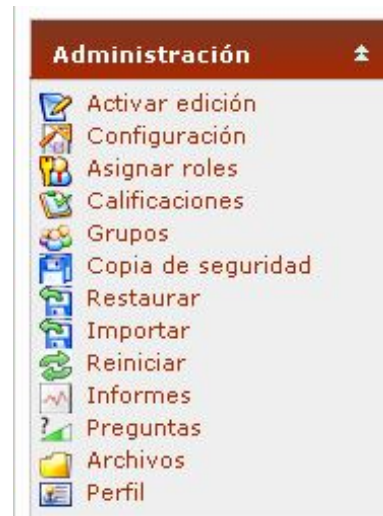 Administración
Activar edición
Configuración
Asignar roles
Calificaciones
Grupos
Copia de seguridad
Restaurar
Importar
Reiniciar
Informes
Preguntas
Archivos
Perfil